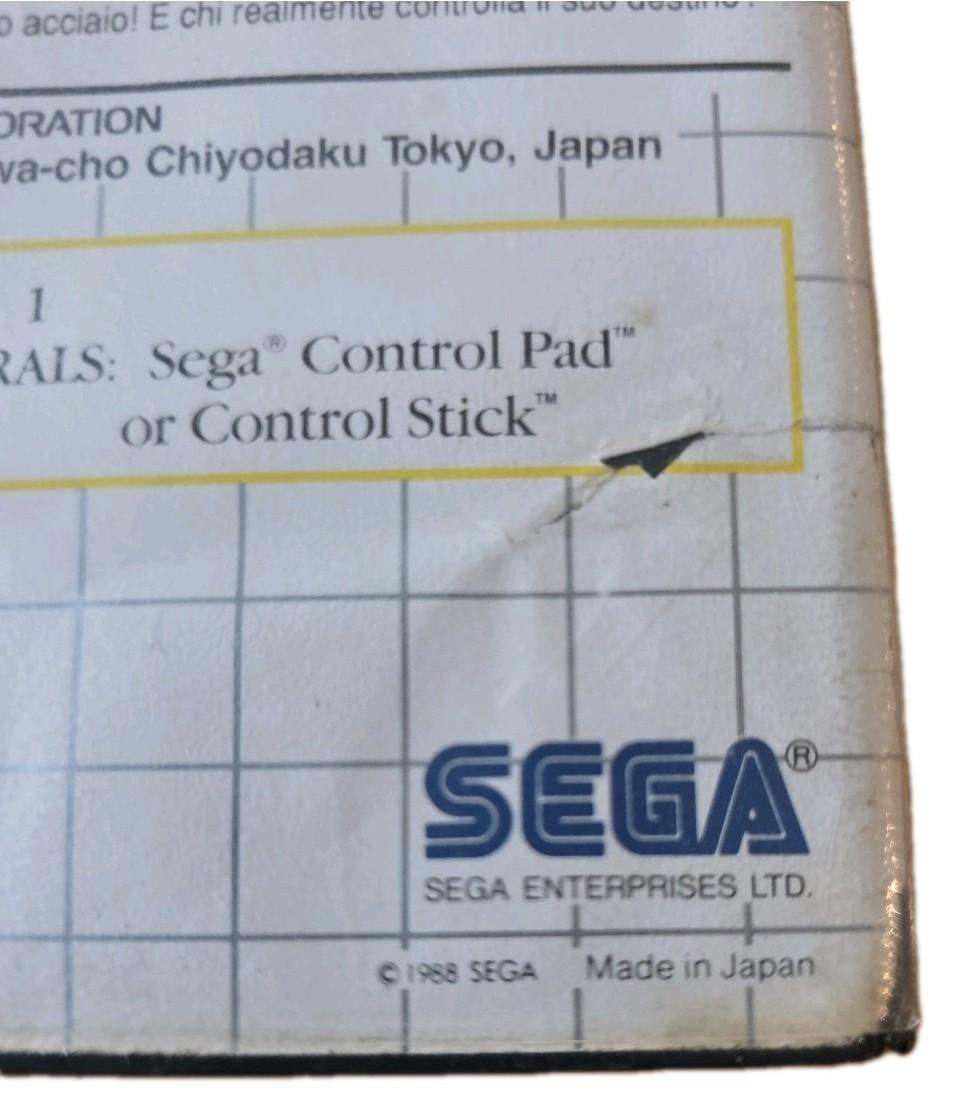 o acciaio! E chi realmente controlla il suo destino?
ORATION
wa-cho Chiyodaku Tokyo, Japan
1
RALS: Sega® Control Pad™
or Control Stick™
SEGA®
SEGA ENTERPRISES LTD.
© 1988 SEGA Made in Japan